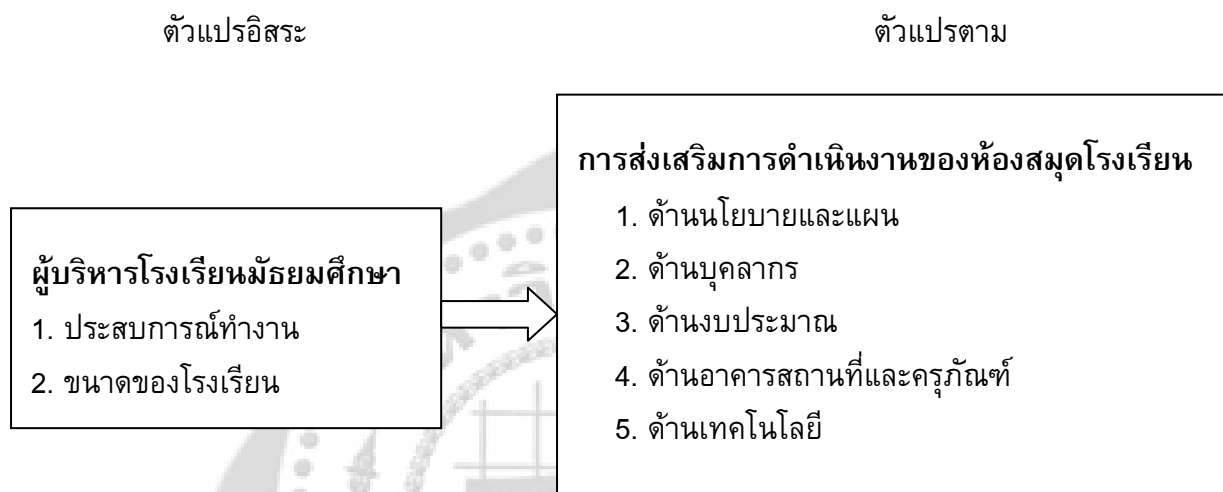 ตัวแปรอิสระ
ตัวแปรตาม
ผู้บริหารโรงเรียนมัธยมศึกษา
1. ประสบการณ์ทำงาน
2. ขนาดของโรงเรียน
การส่งเสริมการดำเนินงานของห้องสมุดโรงเรียน
1. ด้านนโยบายและแผน
2. ด้านบุคลากร
3. ด้านงบประมาณ
4. ด้านอาคารสถานที่และครุภัณฑ์
5. ด้านเทคโนโลยี